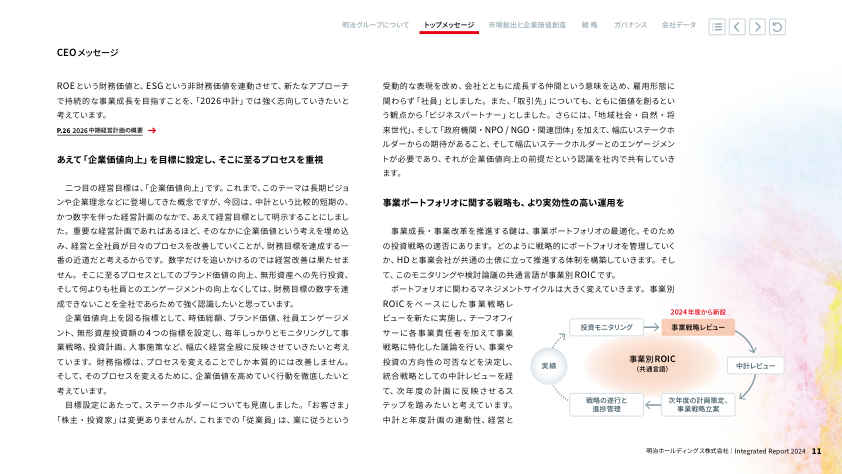 明治グループについて
トップメッセージ
市場創出と企業価値創造
戦 略
ガバナンス
会社データ
CEOメッセージ
ROEという財務価値と、ESGという非財務価値を連動させて、新たなアプローチ
で持続的な事業成長を目指すことを、「2026中計」では強く志向していきたいと
考えています。
P.26 2026中期経営計画の概要
あえて「企業価値向上」を目標に設定し、そこに至るプロセスを重視
二つ目の経営目標は、「企業価値向上」です。これまで、このテーマは長期ビジョ
ンや企業理念などに登場してきた概念ですが、今回は、中計という比較的短期の、
かつ数字を伴った経営計画のなかで、あえて経営目標として明示することにしまし
た。重要な経営計画であればあるほど、そのなかに企業価値という考えを埋め込
み、経営と全社員が日々のプロセスを改善していくことが、財務目標を達成する一
番の近道だと考えるからです。数字だけを追いかけるのでは経営改善は果たせま
せん。そこに至るプロセスとしてのブランド価値の向上、無形資産への先行投資、
そして何よりも社員とのエンゲージメントの向上なくしては、財務目標の数字を達
成できないことを全社であらためて強く認識したいと思っています。
企業価値向上を図る指標として、時価総額、ブランド価値、社員エンゲージメ
ント、無形資産投資額の4つの指標を設定し、毎年しっかりとモニタリングして事
業戦略、投資計画、人事施策など、幅広く経営全般に反映させていきたいと考え
ています。財務指標は、プロセスを変えることでしか本質的には改善しません。
そして、そのプロセスを変えるために、企業価値を高めていく行動を徹底したいと
考えています。
目標設定にあたって、ステークホルダーについても見直しました。「お客さま」
「株主・投資家」は変更ありませんが、これまでの「従業員」は、業に従うという
受動的な表現を改め、会社とともに成長する仲間という意味を込め、雇用形態に
関わらず「社員」としました。また、「取引先」についても、ともに価値を創るとい
う観点から「ビジネスパートナー」としました。さらには、「地域社会・自然・将
来世代」、そして「政府機関・NPO / NGO・関連団体」を加えて、幅広いステークホ
ルダーからの期待があること、そして幅広いステークホルダーとのエンゲージメン
トが必要であり、それが企業価値向上の前提だという認識を社内で共有していき
ます。
事業ポートフォリオに関する戦略も、より実効性の高い運用を
事業成長・事業改革を推進する鍵は、事業ポートフォリオの最適化、そのため
の投資戦略の適否にあります。どのように戦略的にポートフォリオを管理していく
か、HDと事業会社が共通の土俵に立って推進する体制を構築していきます。そし
て、このモニタリングや検討論議の共通言語が事業別ROICです。
ポートフォリオに関わるマネジメントサイクルは大きく変えていきます。事業別
ROICをベースにした事業戦略レ
ビューを新たに実施し、チーフオフィ
サーに各事業責任者を加えて事業
戦略に特化した議論を行い、事業や
投資の方向性の可否などを決定し、
統合戦略としての中計レビューを経
て、次年度の計画に反映させるス
テップを踏みたいと考えています。
中計と年度計画の連動性、経営と
2024年度から新設
投資モニタリング
事業戦略レビュー
実績
事業別ROIC
（共通言語）
中計レビュー
戦略の遂行と
進捗管理
次年度の計画策定、
事業戦略立案
明治ホールディングス株式会社 | Integrated Report 2024 11